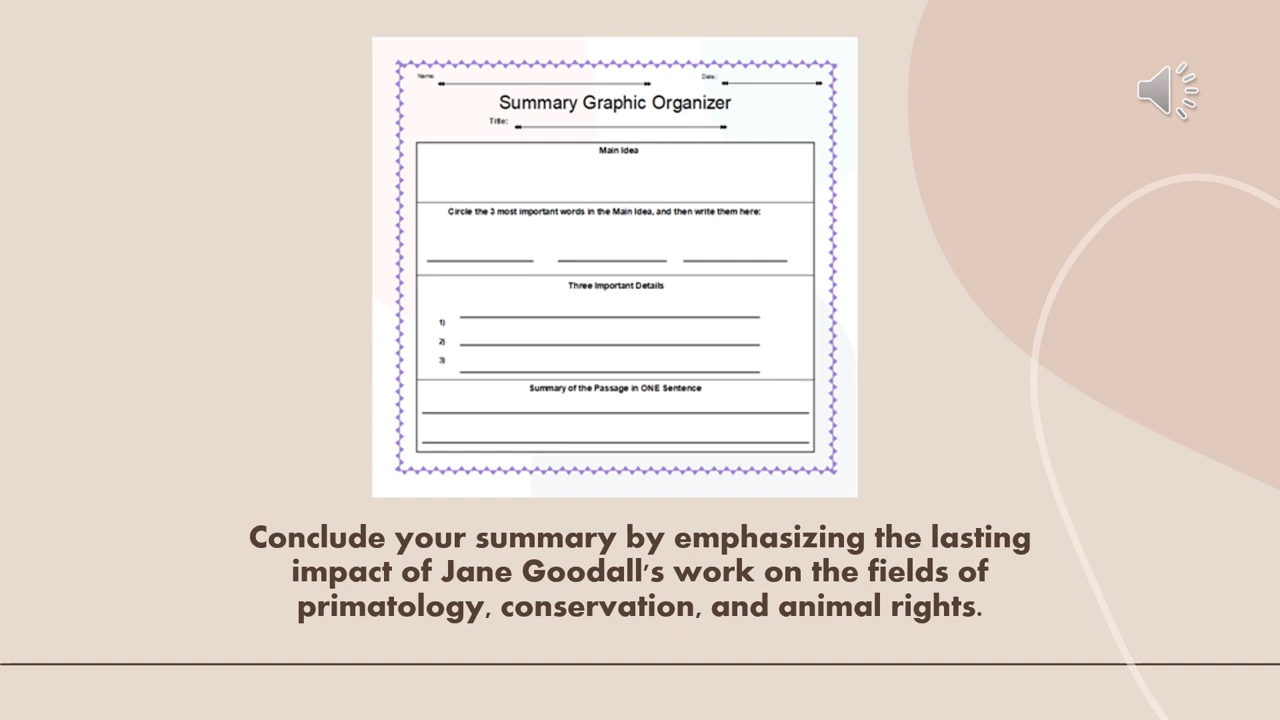 Name: Date:
Summary Graphic Organizer
Title:
Main Idea
Circle the 3 most important words in the Main Idea, and then write them here:
Three Important Details
1)
2)
3)
Summary of the Passage in ONE Sentence
Conclude your summary by emphasizing the lasting
impact of Jane Goodall's work on the fields of
primatology, conservation, and animal rights.